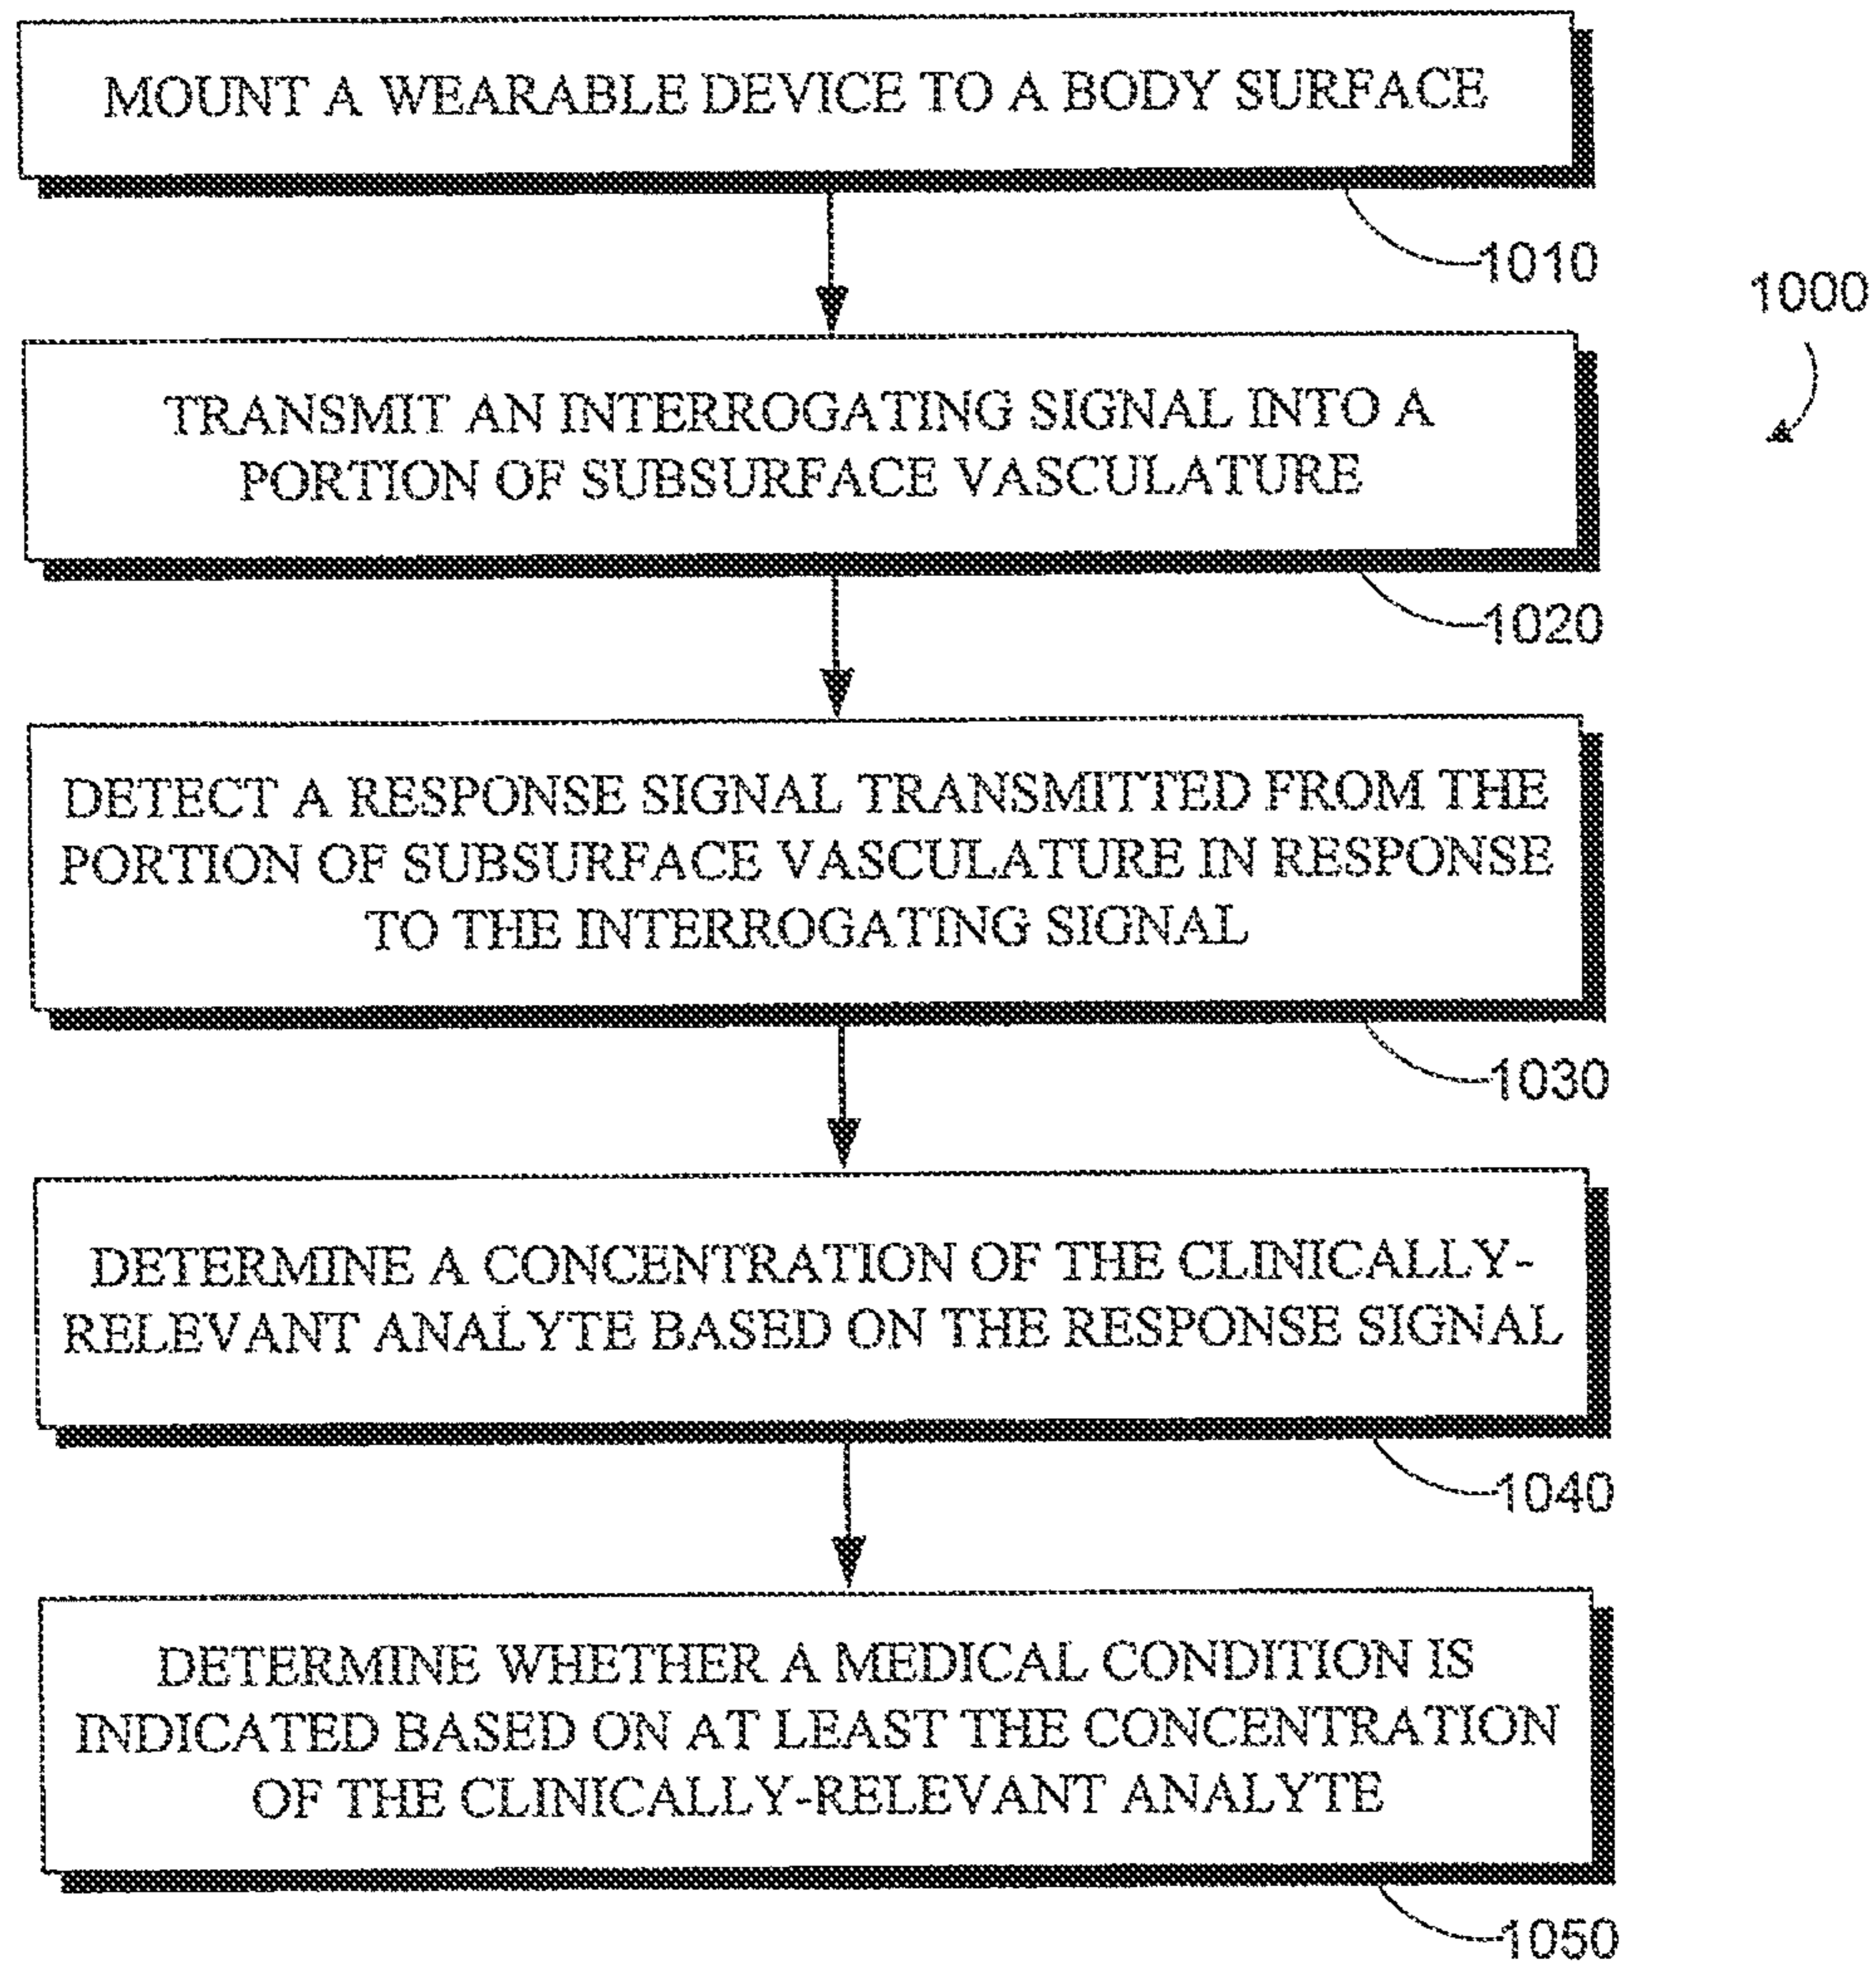 MOUNT A WEARABLE DEVICE TO A BODY SURFACE
1010
1000
TRANSMIT AN INTERROGATING SIGNAL INTO A
PORTION OF SUBSURFACE VASCULATURE
1020
DETECT A RESPONSE SIGNAL TRANSMITTED FROM THE
PORTION OF SUBSURFACE VASCULATURE IN RESPONSE
TO THE INTERROGATING SIGNAL
1030
DETERMINE A CONCENTRATION OF THE CLINICALLY-
RELEVANT ANALYTE BASED ON THE RESPONSE SIGNAL
1040
DETERMINE WHETHER A MEDICAL CONDITION IS
INDICATED BASED ON AT LEAST THE CONCENTRATION
OF THE CLINICALLY-RELEVANT ANALYTE
1050